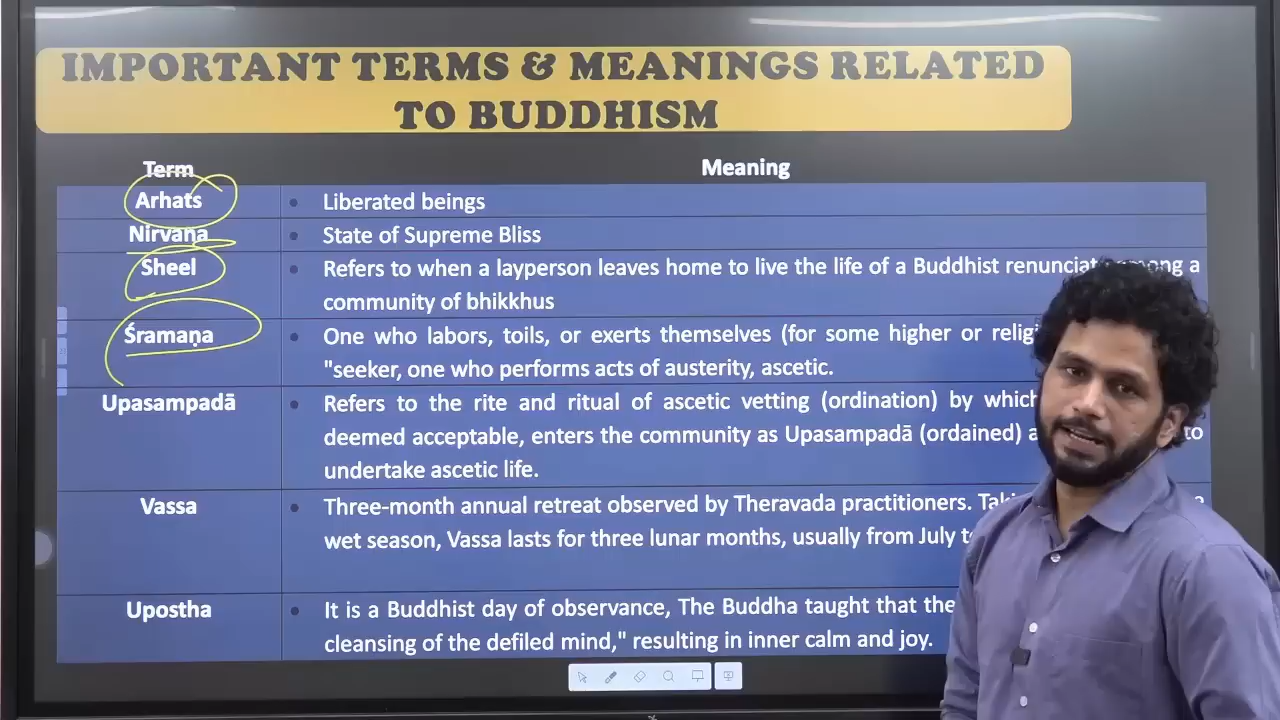 IMPORTANT TERMS & MEANINGS RELATED
TO BUDDHISM
Term Meaning
Arhats • Liberated beings
Nirvana • State of Supreme Bliss
Sheel • Refers to when a layperson leaves home to live the life of a Buddhist a
community of bhikkhus
Śramaṇa • One who labors, toils, or exerts themselves (for some higher or
"seeker, one who performs acts of austerity, ascetic.
Upasampadā • Refers to the rite and ritual of ascetic vetting (ordination) by
deemed acceptable, enters the community as Upasampadā (ordained) to
undertake ascetic life.
Vassa • Three-month annual retreat observed by Theravada practitioners.
wet season, Vassa lasts for three lunar months, usually from July
Upostha • It is a Buddhist day of observance, The Buddha taught that the
cleansing of the defiled mind," resulting in inner calm and joy.